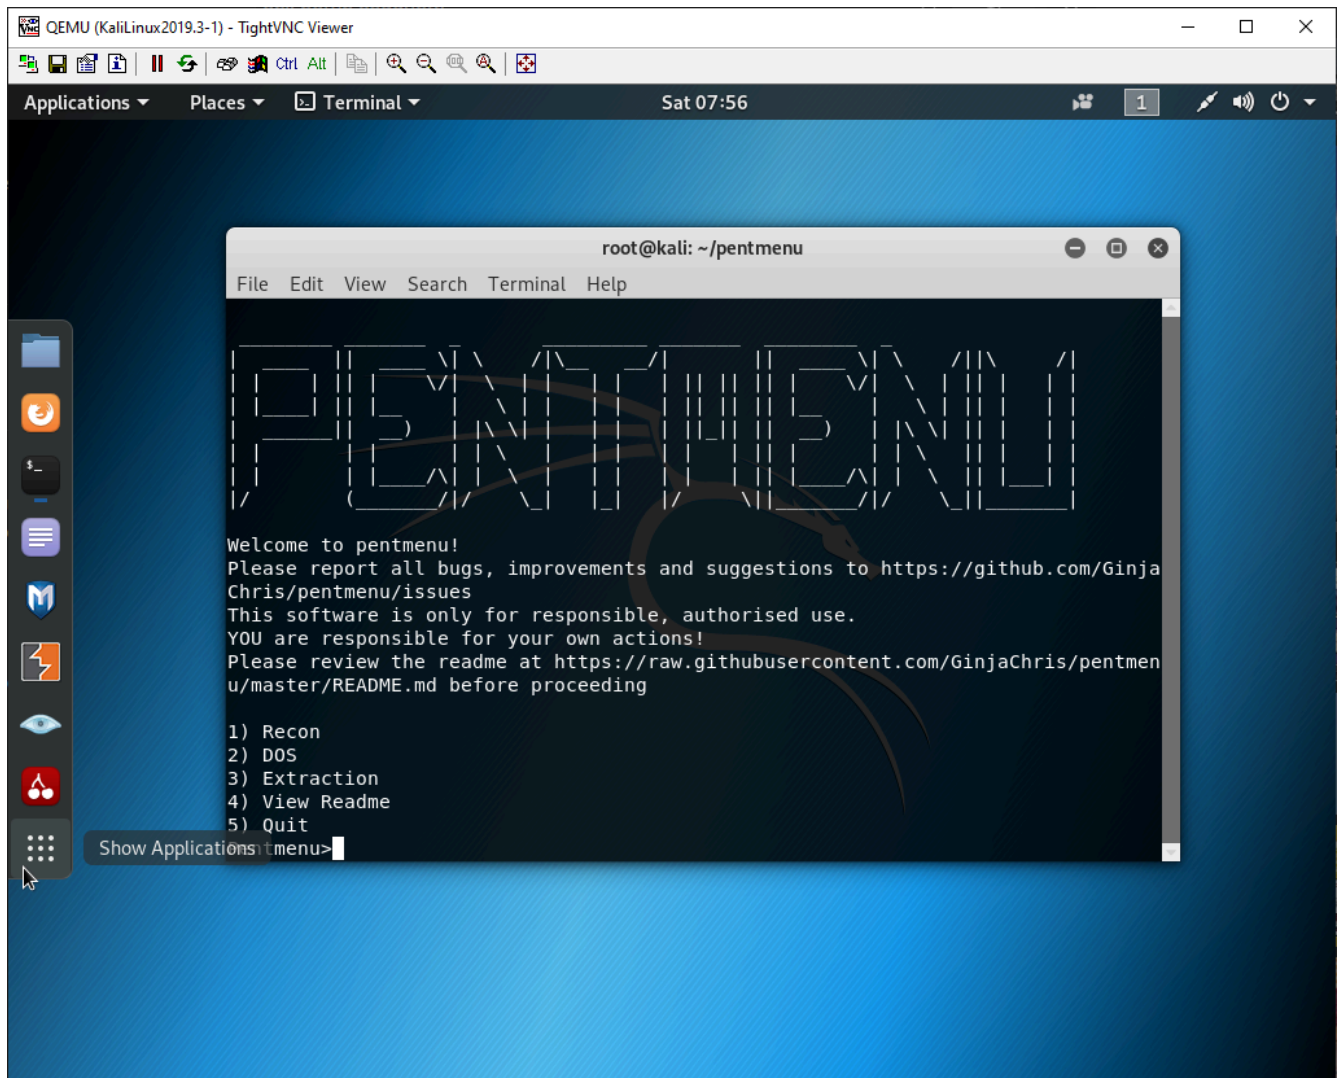 QEMU (KaliLinux2019.3-1) - TightVNC Viewer
Ctrl Alt
Applications Places Terminal Sat 07:56 1
root@kali: ~/pentmenu
File Edit View Search Terminal Help
PENTMENU
Welcome to pentmenu!
Please report all bugs, improvements and suggestions to https://github.com/Ginja
Chris/pentmenu/issues
This software is only for responsible, authorised use.
YOU are responsible for your own actions!
Please review the readme at https://raw.githubusercontent.com/GinjaChris/pentmen
u/master/README.md before proceeding
1) Recon
2) DOS
3) Extraction
4) View Readme
5) Quit
Pentmenu>
Show Applications